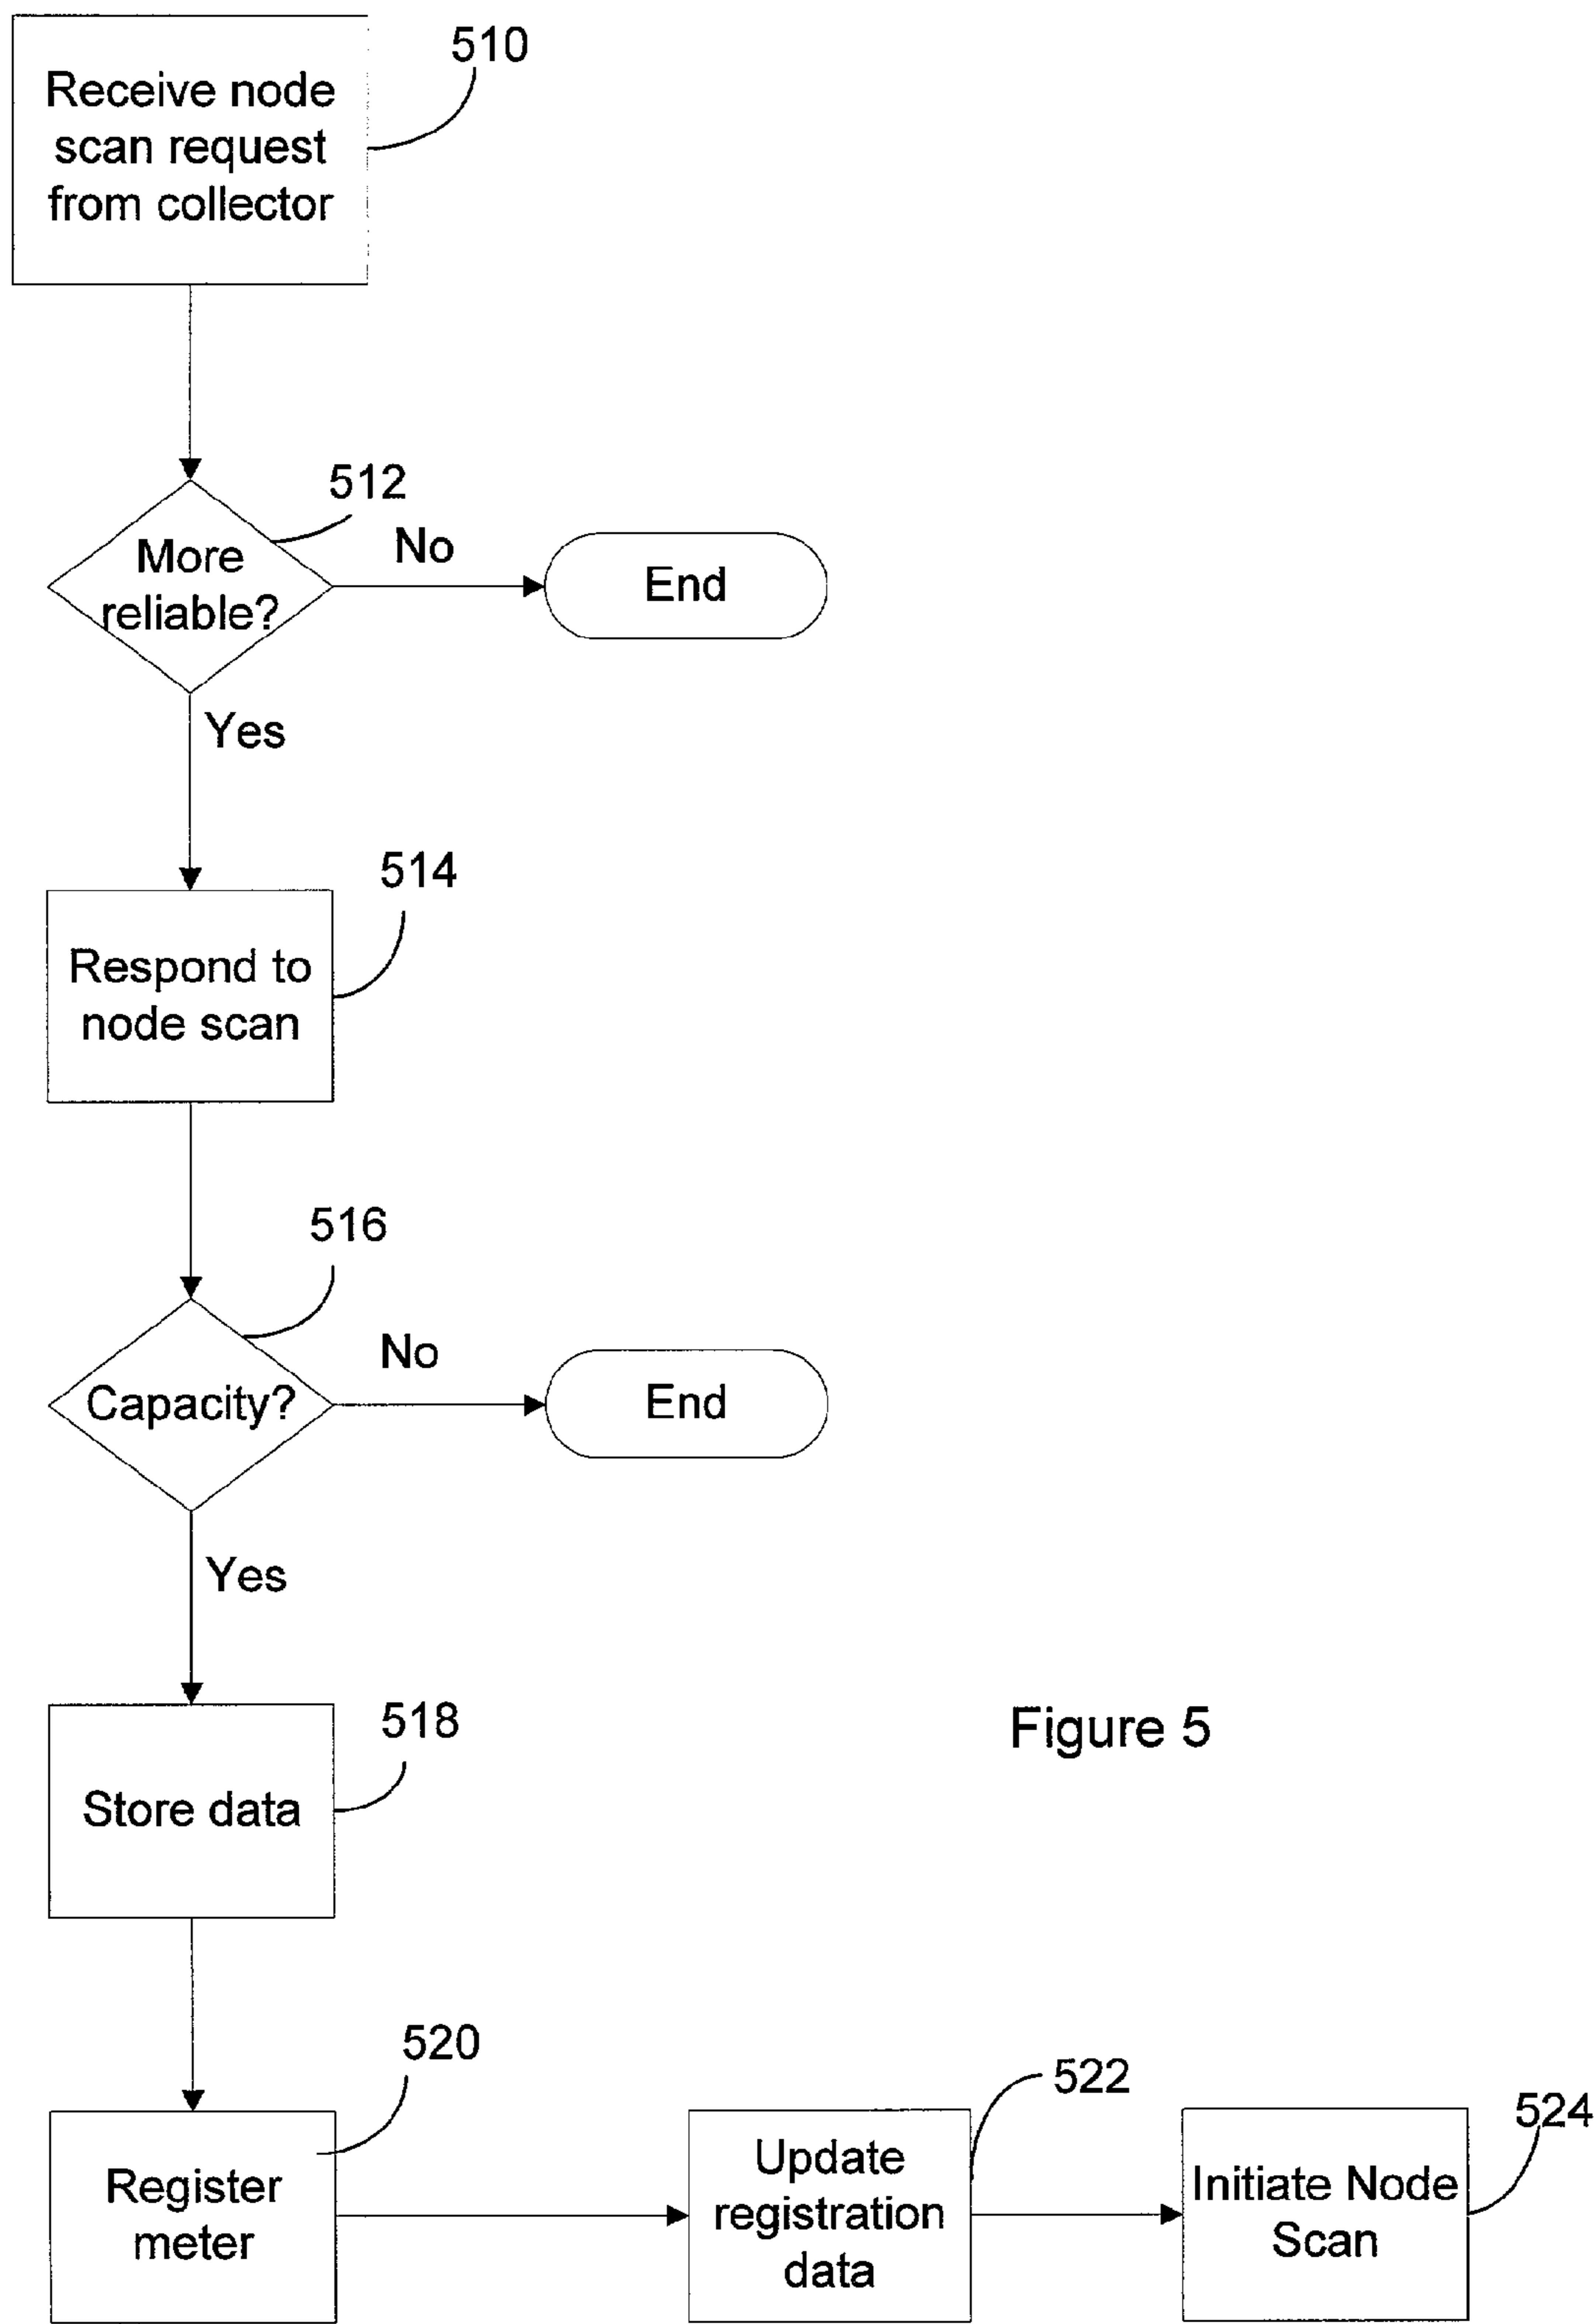 510
Receive node
scan request
from collector
512
More
reliable?
No
End
Yes
514
Respond to
node scan
516
Capacity?
No
End
Yes
518
Store data
Figure 5
520
Register
meter
522
Update
registration
data
524
Initiate Node
Scan